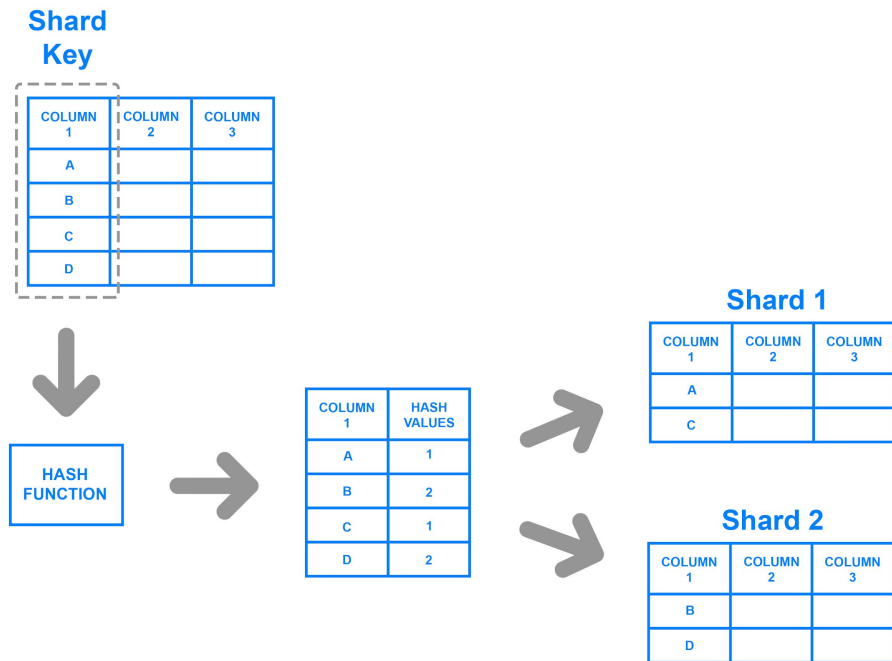 Shard
Key
COLUMN COLUMN COLUMN
1 2 3
A
B
C
D
HASH
FUNCTION
COLUMN HASH
1 VALUES
A 1
B 2
C 1
D 2
Shard 1
COLUMN COLUMN COLUMN
1 2 3
A
C
Shard 2
COLUMN COLUMN COLUMN
1 2 3
B
D